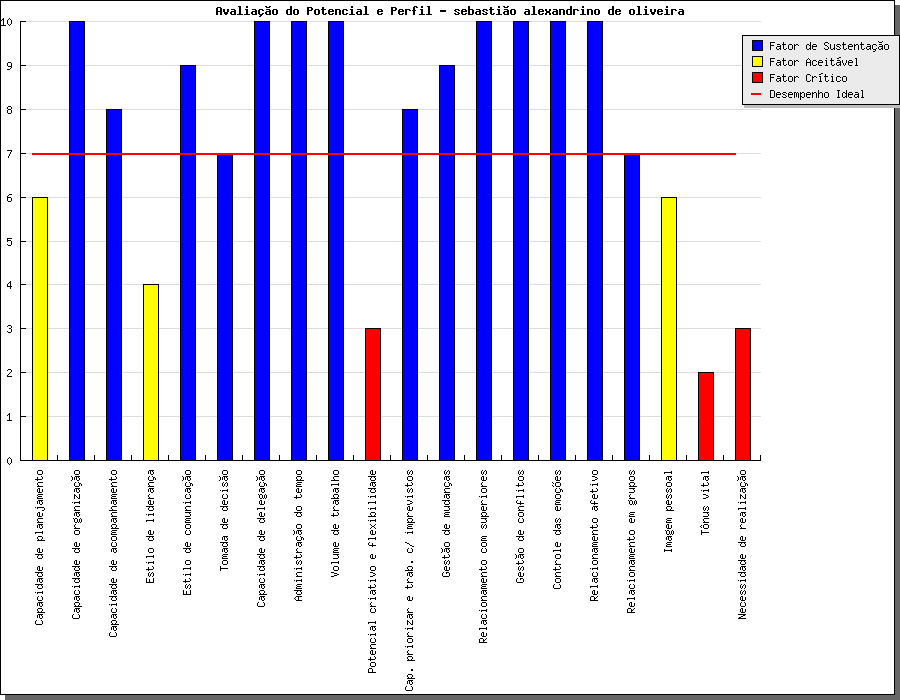 Avaliação do Potencial e Perfil - sebastião alexandrino de oliveira
Fator de Sustentação
Fator Aceitável
Fator Crítico
Desempenho Ideal
10
9
8
7
6
5
4
3
2
1
0
Capacidade de planejamento
Capacidade de organização
Capacidade de acompanhamento
Estilo de liderança
Estilo de comunicação
Tomada de decisão
Capacidade de delegação
Administração do tempo
Volume de trabalho
Potencial criativo e flexibilidade
Cap. priorizar e trab. c/ imprevistos
Gestão de mudanças
Relacionamento com superiores
Gestão de conflitos
Controle das emoções
Relacionamento afetivo
Relacionamento em grupos
Imagem pessoal
Tônus vital
Necessidade de realização